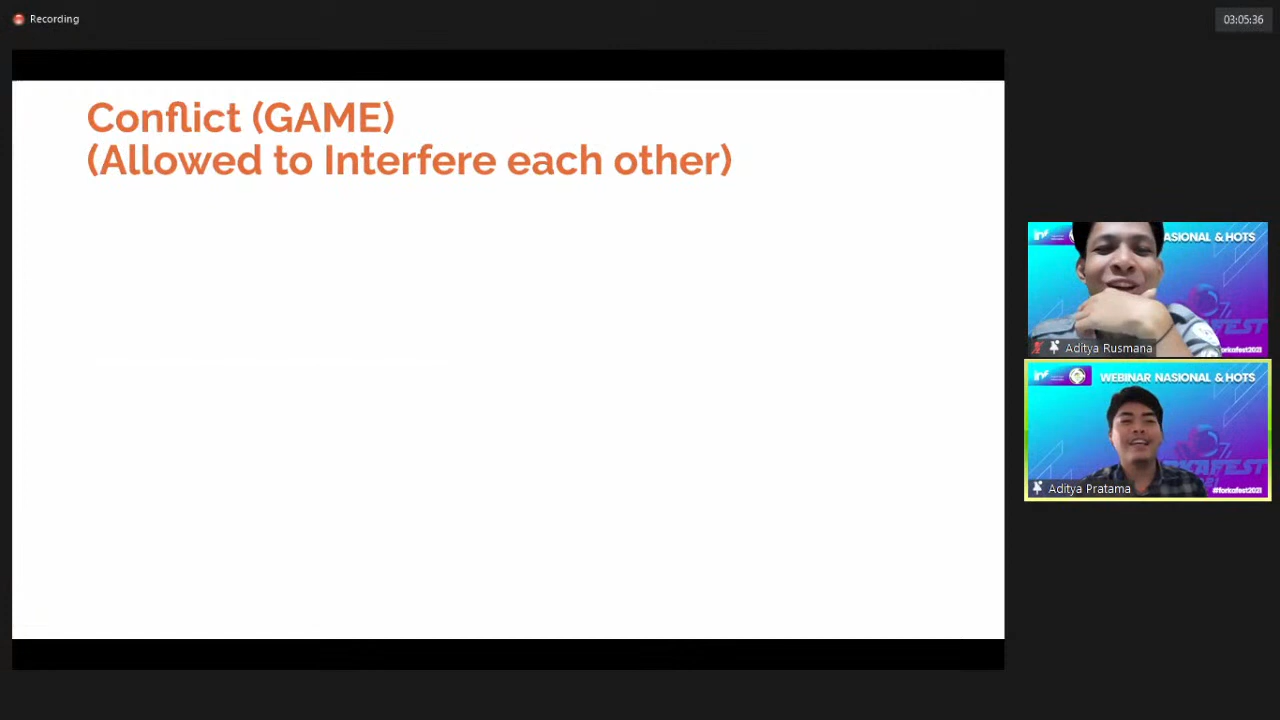 Recording
03:05:36
Conflict (GAME)
(Allowed to Interfere each other)
ASIONAL & HOTS
Aditya Rusmana
WEBINAR NASIONAL & HOTS
Aditya Pratama
#forkafest2021